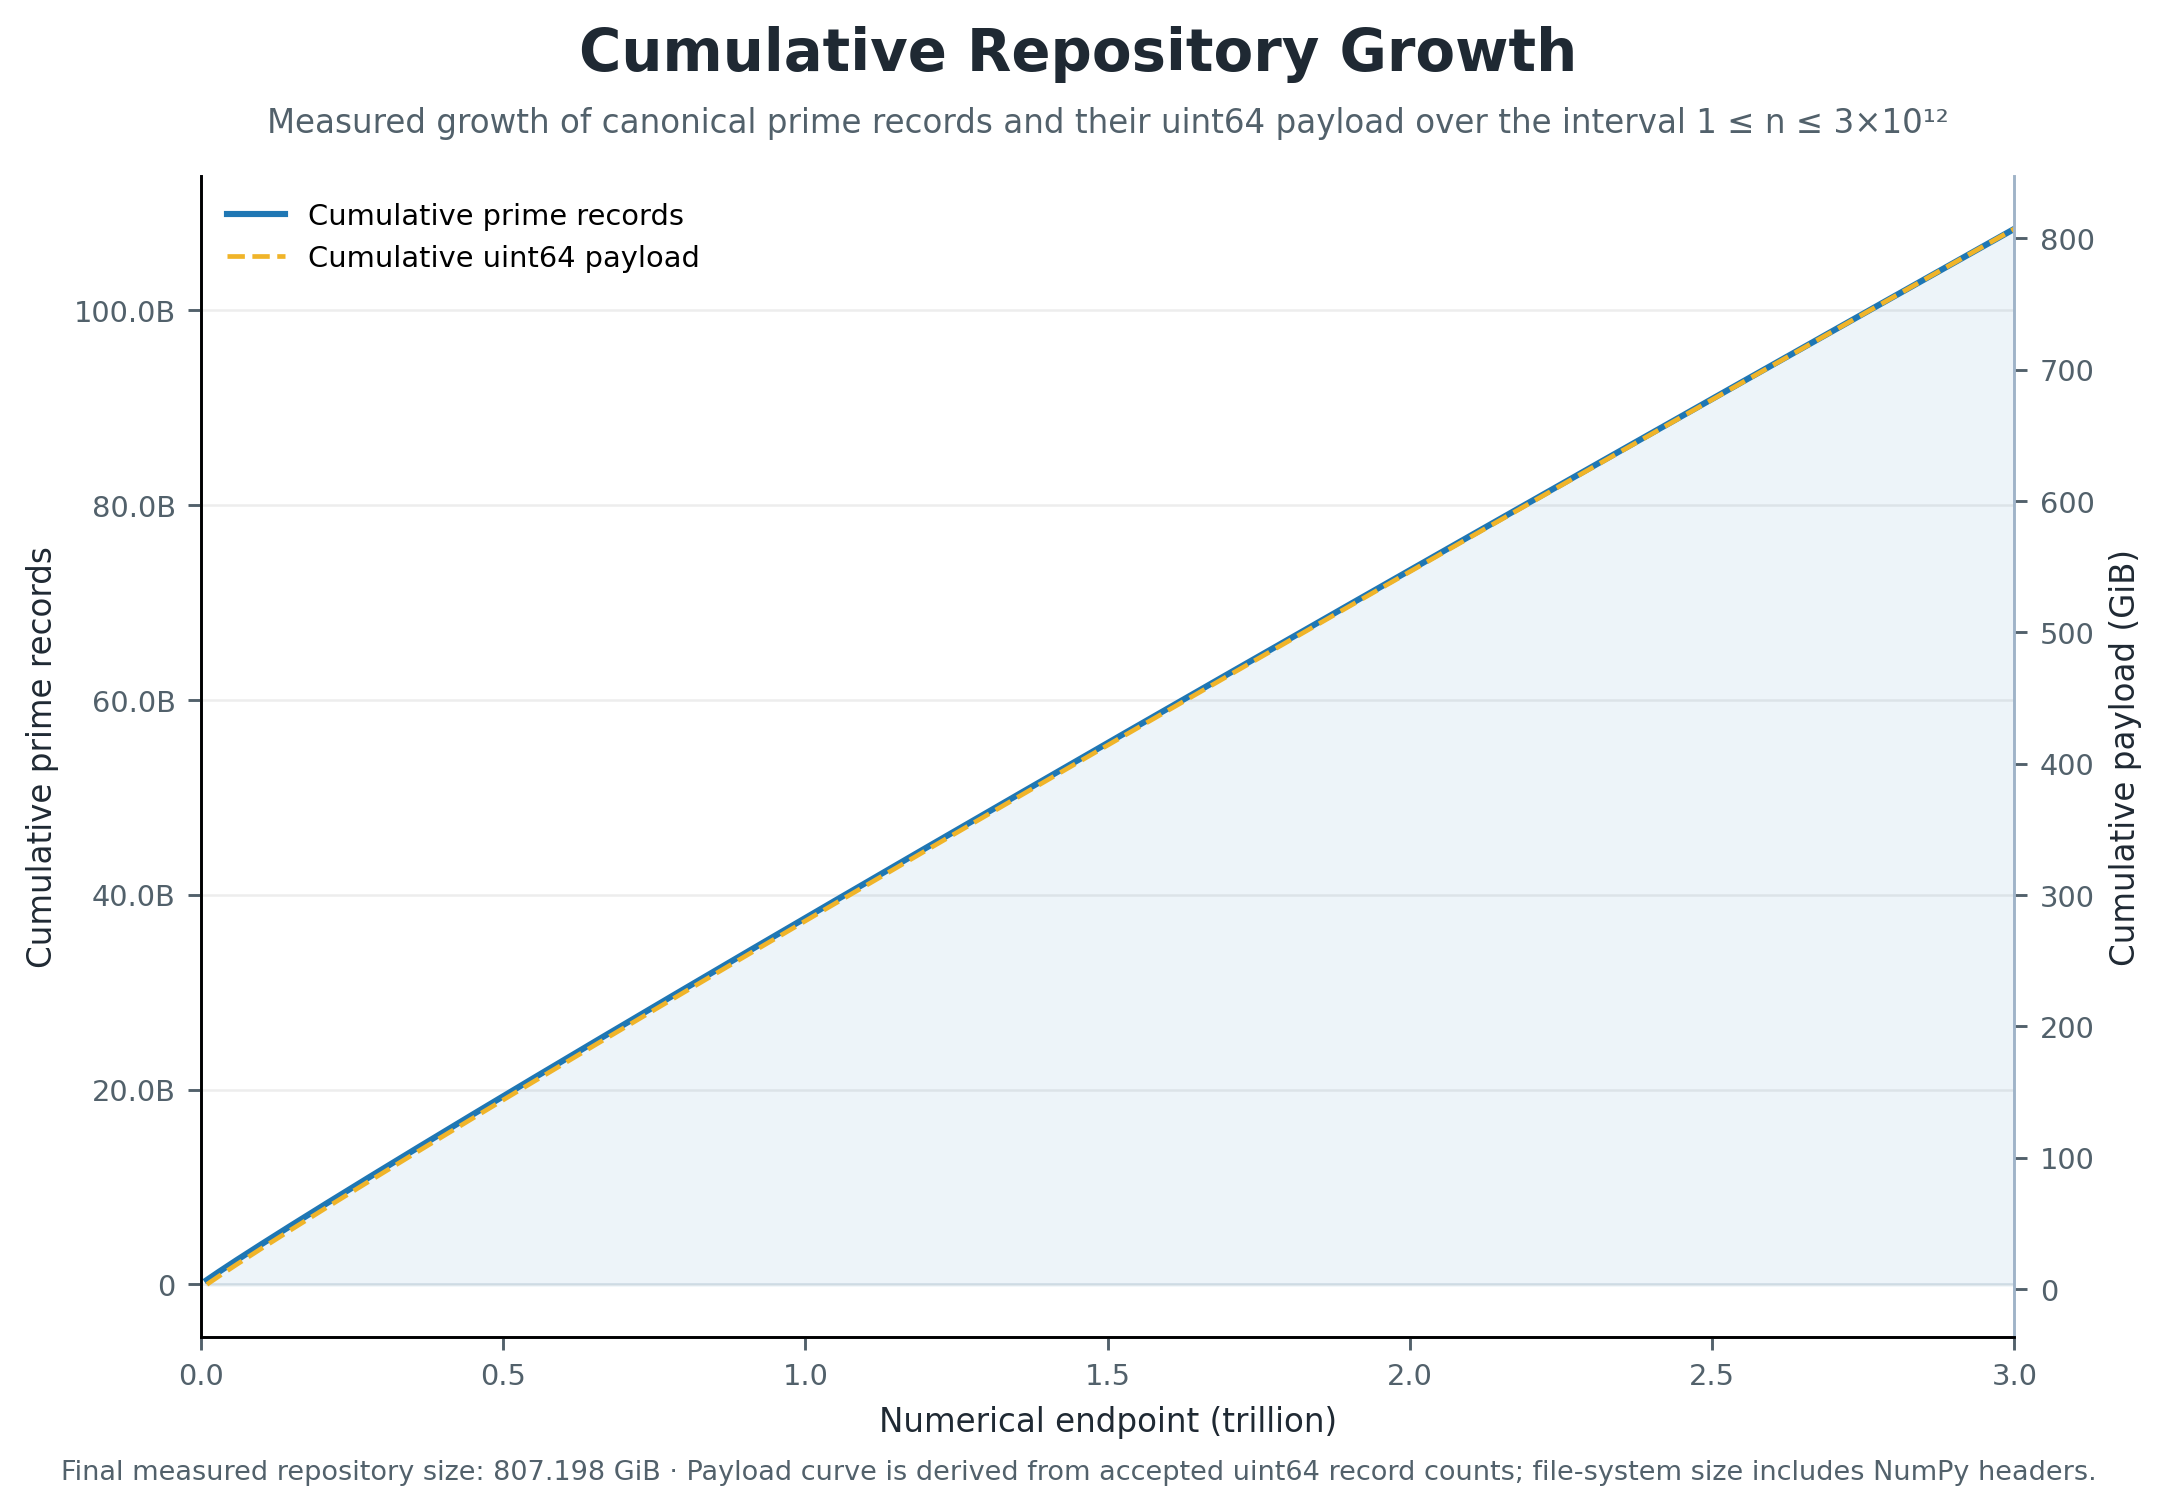 Cumulative Repository Growth
Measured growth of canonical prime records and their uint64 payload over the interval 1 ≤ n ≤ 3×10¹²
Cumulative prime records
Cumulative uint64 payload
100.0B
80.0B
60.0B
40.0B
20.0B
0
Cumulative prime records
800
700
600
500
400
300
200
100
0
Cumulative payload (GiB)
0.0 0.5 1.0 1.5 2.0 2.5 3.0
Numerical endpoint (trillion)
Final measured repository size: 807.198 GiB · Payload curve is derived from accepted uint64 record counts; file-system size includes NumPy headers.